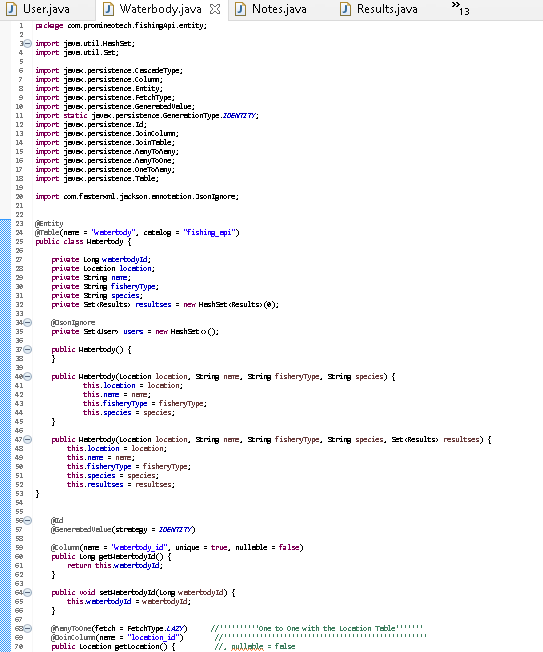 User.java Waterbody.java Notes.java Results.java »13
1 package com.promineotech.fishingApi.entity;
2
3 import java.util.HashSet;
4 import java.util.Set;
5
6 import javax.persistence.CascadeType;
7 import javax.persistence.Column;
8 import javax.persistence.Entity;
9 import javax.persistence.FetchType;
10 import javax.persistence.GeneratedValue;
11 import static javax.persistence.GenerationType.IDENTITY;
12 import javax.persistence.Id;
13 import javax.persistence.JoinColumn;
14 import javax.persistence.JoinTable;
15 import javax.persistence.ManyToMany;
16 import javax.persistence.ManyToOne;
17 import javax.persistence.OneToMany;
18 import javax.persistence.Table;
19
20 import com.fasterxml.jackson.annotation.JsonIgnore;
21
22
23 @Entity
24 @Table(name = "waterbody", catalog = "fishing_api")
25 public class Waterbody {
26
27 private Long waterbodyId;
28 private Location location;
29 private String name;
30 private String fisheryType;
31 private String species;
32 private Set<Results> resultses = new HashSet<Results>(0);
33
34 @JsonIgnore
35 private Set<User> users = new HashSet<>();
36
37 public Waterbody() {
38 }
39
40 public Waterbody(Location location, String name, String fisheryType, String species) {
41 this.location = location;
42 this.name = name;
43 this.fisheryType = fisheryType;
44 this.species = species;
45 }
46
47 public Waterbody(Location location, String name, String fisheryType, String species, Set<Results> resultses) {
48 this.location = location;
49 this.name = name;
50 this.fisheryType = fisheryType;
51 this.species = species;
52 this.resultses = resultses;
53 }
54
55
56 @Id
57 @GeneratedValue(strategy = IDENTITY)
58
59 @Column(name = "waterbody_id", unique = true, nullable = false)
60 public Long getWaterbodyId() {
61 return this.waterbodyId;
62 }
63
64 public void setWaterbodyId(Long waterbodyId) {
65 this.waterbodyId = waterbodyId;
66 }
67
68 @ManyToOne(fetch = FetchType.LAZY) //'''''''''One to One with the Location Table'''''''
69 @JoinColumn(name = "location_id") //''''''''''''''''''''''''''''''''''''''''''''''''''
70 public Location getLocation() { //, nullable = false